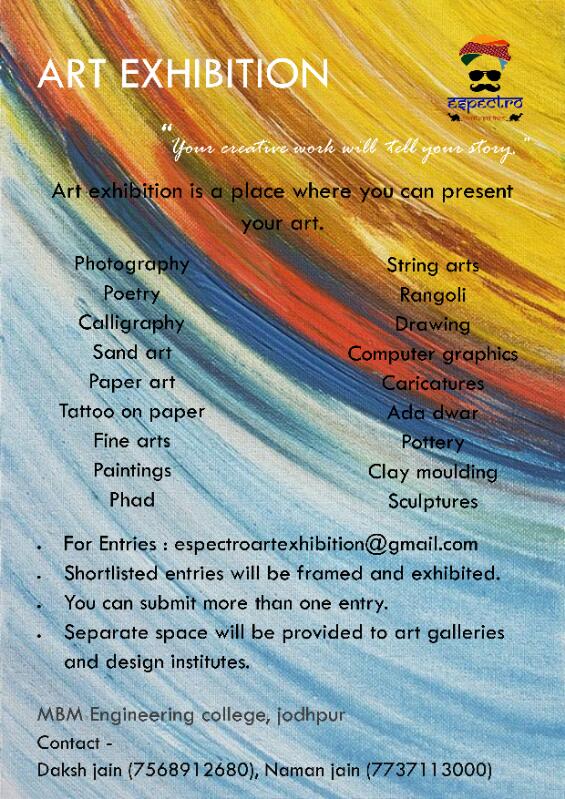 ART EXHIBITION
espectro
"Your creative work will tell your story. "
Art exhibition is a place where you can present
your art.
Photography
Poetry
Calligraphy
Sand art
Paper art
Tattoo on paper
Fine arts
Paintings
Phad
String arts
Rangoli
Drawing
Computer graphics
Caricatures
Ada dwar
Pottery
Clay moulding
Sculptures
• For Entries : espectroartexhibition@gmail.com
• Shortlisted entries will be framed and exhibited.
• You can submit more than one entry.
• Separate space will be provided to art galleries
and design institutes.
MBM Engineering college, jodhpur
Contact -
Daksh jain (7568912680), Naman jain (7737113000)